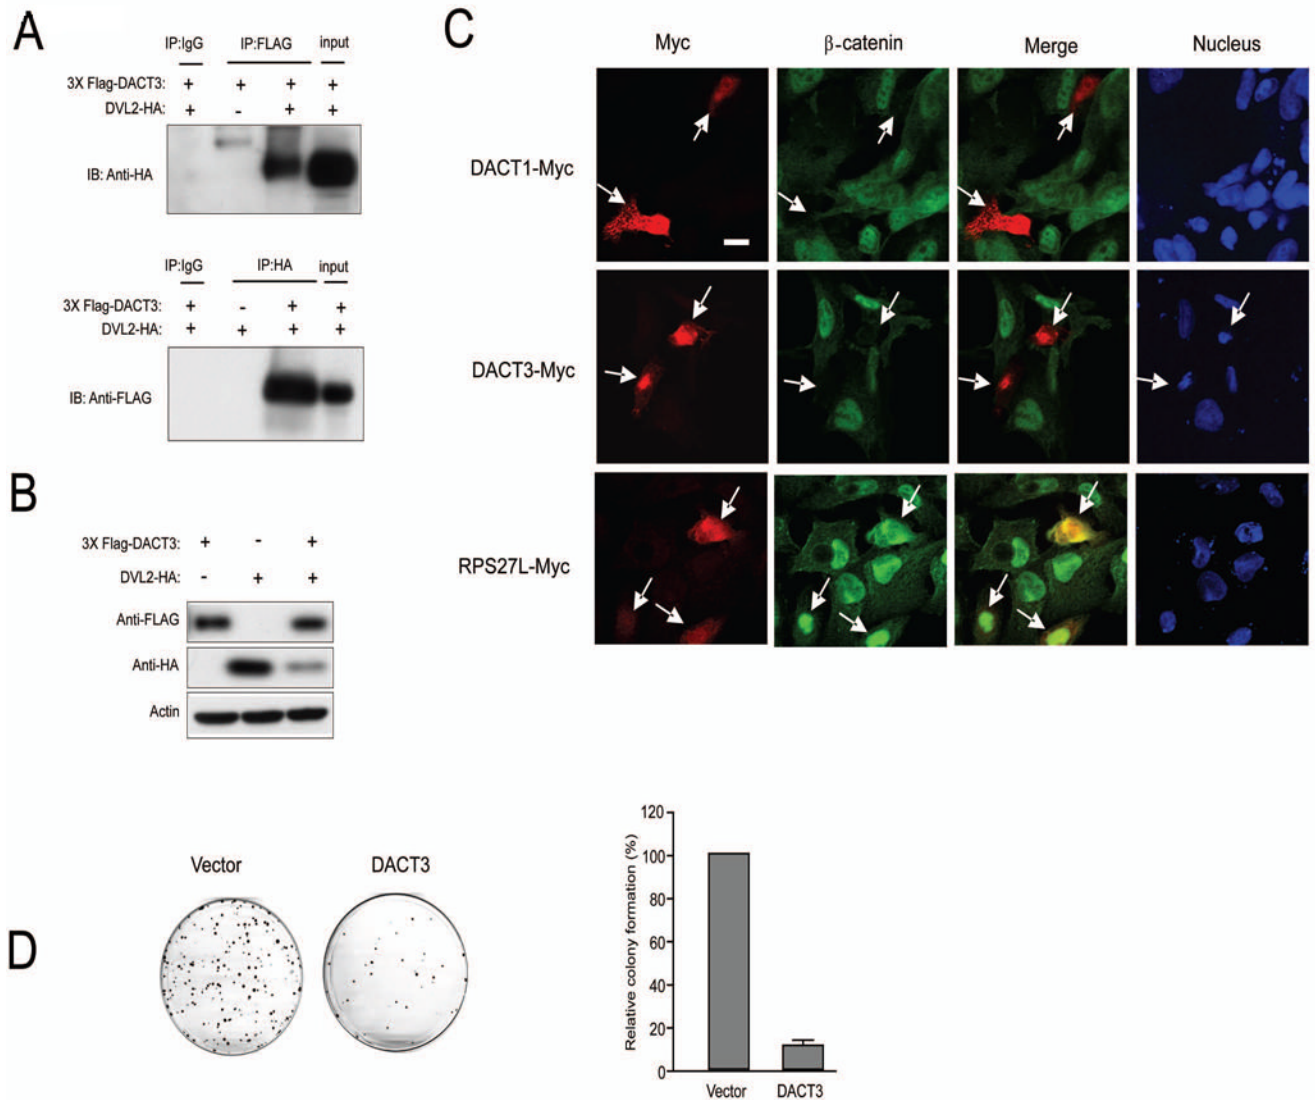 A
IP:IgG IP:FLAG input
3X Flag-DACT3: + + + +
DVL2-HA: + - + +
IB: Anti-HA
IP:IgG IP:HA input
3X Flag-DACT3: + - + +
DVL2-HA: + + + +
IB: Anti-FLAG
B
3X Flag-DACT3: + - +
DVL2-HA: - + +
Anti-FLAG
Anti-HA
Actin
C
Myc β-catenin Merge Nucleus
DACT1-Myc
DACT3-Myc
RPS27L-Myc
D
Vector DACT3
Relative colony formation (%)
120
100
80
60
40
20
0
Vector DACT3